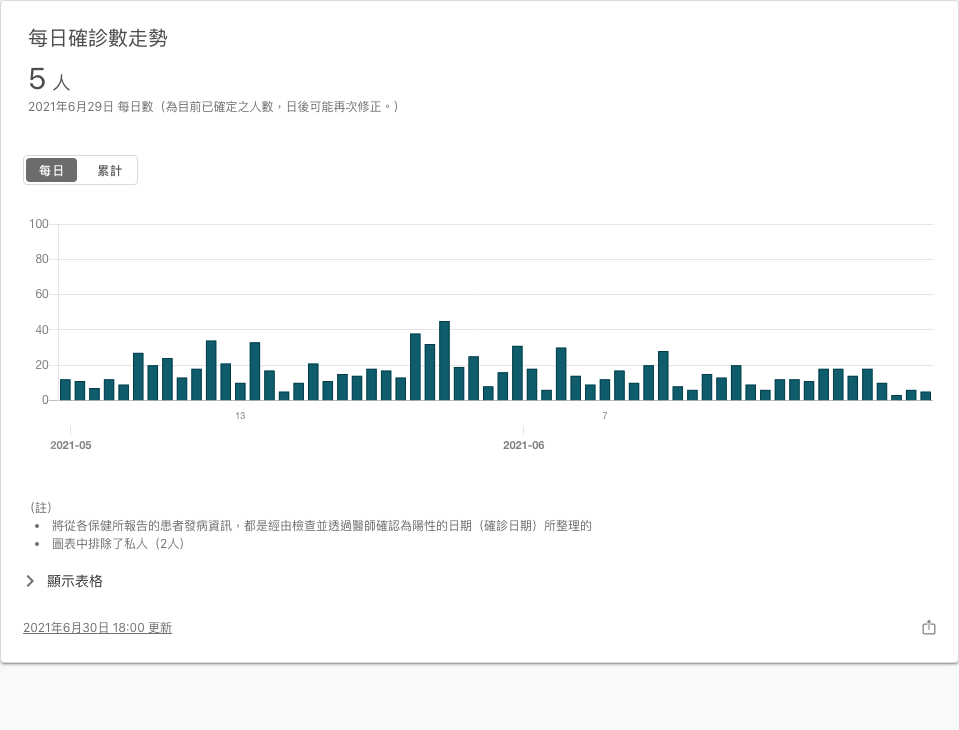 每日確診數走勢
5 人
2021年6月29日 每日數（為目前已確定之人數，日後可能再次修正。）
每日 累計
100
80
60
40
20
0
13 7
2021-05 2021-06
（註）
• 將從各保健所報告的患者發病資訊，都是經由檢查並透過醫師確認為陽性的日期（確診日期）所整理的
• 圖表中排除了私人（2人）
顯示表格
2021年6月30日 18:00 更新